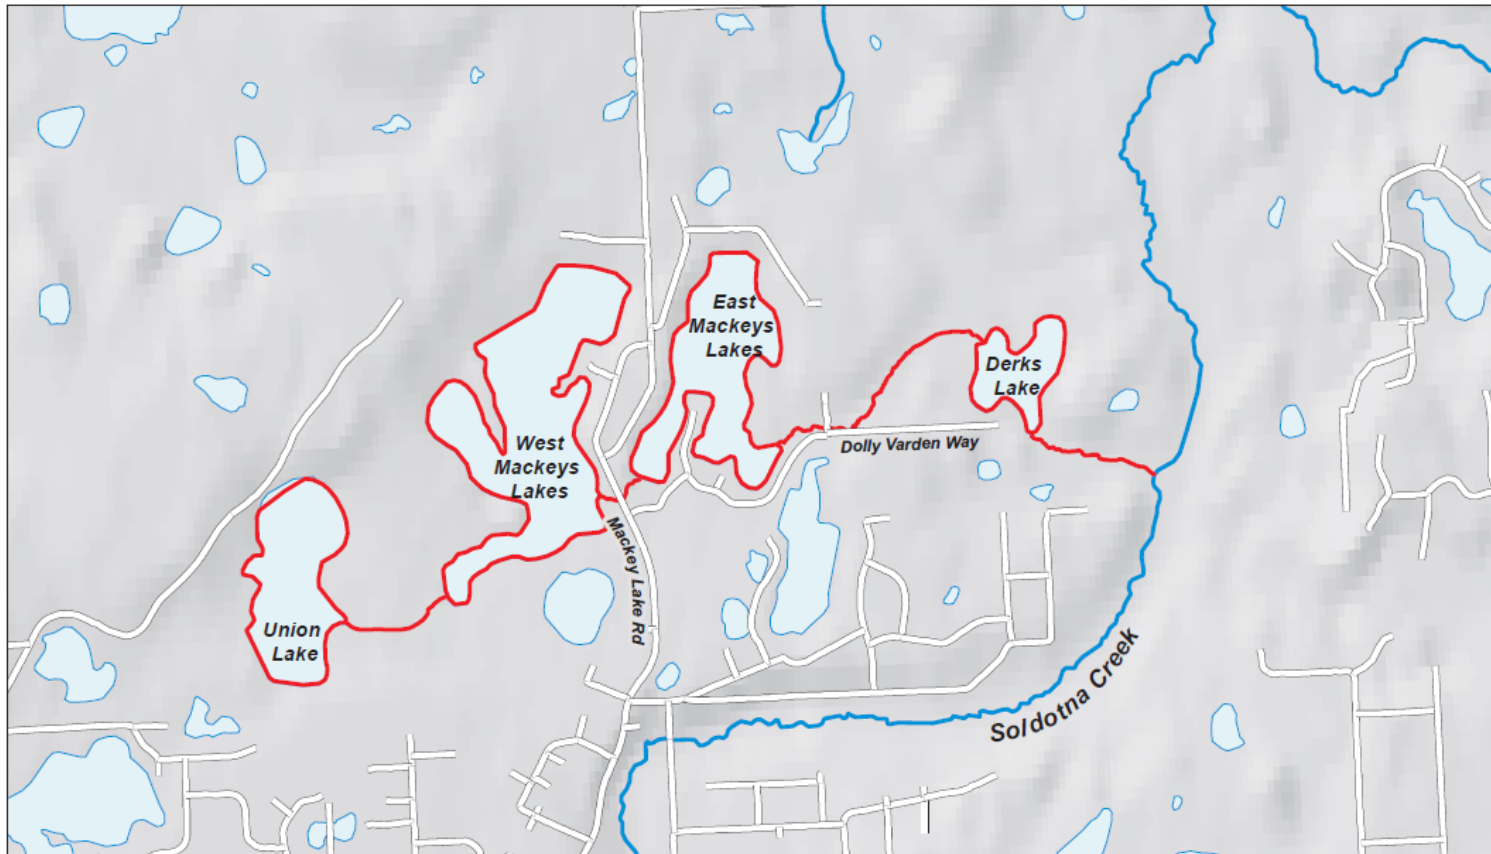 East
Mackeys
Lakes
Derks
Lake
West
Mackeys
Lakes
Dolly Varden Way
Mackey Lake Rd
Union
Lake
Soldotna Creek